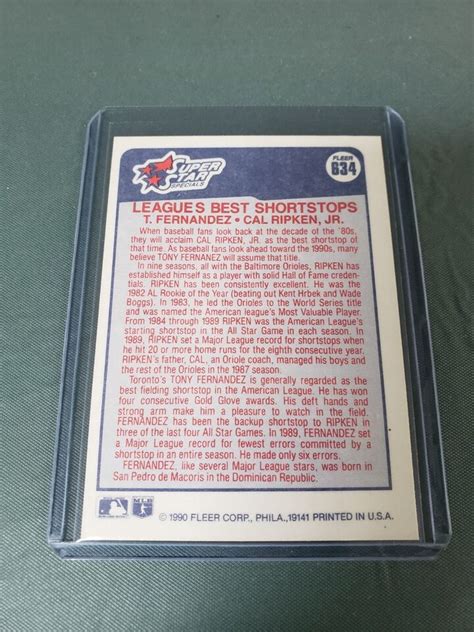 SUPER
STAR
SPECIALS
FLEER
634
LEAGUES BEST SHORTSTOPS
T. FERNANDEZ • CAL RIPKEN, JR.
When baseball fans look back at the decade of the '80s,
they will acclaim CAL RIPKEN, JR. as the best shortstop of
that time. As baseball fans look ahead toward the 1990s, many
believe TONY FERNANEZ will assume that title.
In nine seasons, all with the Baltimore Orioles, RIPKEN has
established himself as a player with solid Hall of Fame creden-
tials. RIPKEN has been consistently excellent. He was the
1982 AL Rookie of the Year (beating out Kent Hrbek and Wade
Boggs). In 1983, he led the Orioles to the World Series title
and was named the American league's Most Valuable Player.
From 1984 through 1989 RIPKEN was the American League's
starting shortstop in the All Star Game in each season. In
1989, RIPKEN set a Major League record for shortstops when
he hit 20 or more home runs for the eighth consecutive year.
RIPKEN's father, CAL, an Oriole coach, managed his boys and
the rest of the Orioles in the 1987 season.
Toronto's TONY FERNANDEZ is generally regarded as the
best fielding shortstop in the American League. He has won
four consecutive Gold Glove awards. His deft hands and
strong arm make him a pleasure to watch in the field.
FERNANDEZ has been the backup shortstop to RIPKEN in
three of the last four All Star Games. In 1989, FERNANDEZ set
a Major League record for fewest errors committed by a
shortstop in an entire season. He made only six errors.
FERNANDEZ, like several Major League stars, was born in
San Pedro de Macoris in the Dominican Republic.
MLB
© 1990 FLEER CORP., PHILA., 19141 PRINTED IN U.S.A.